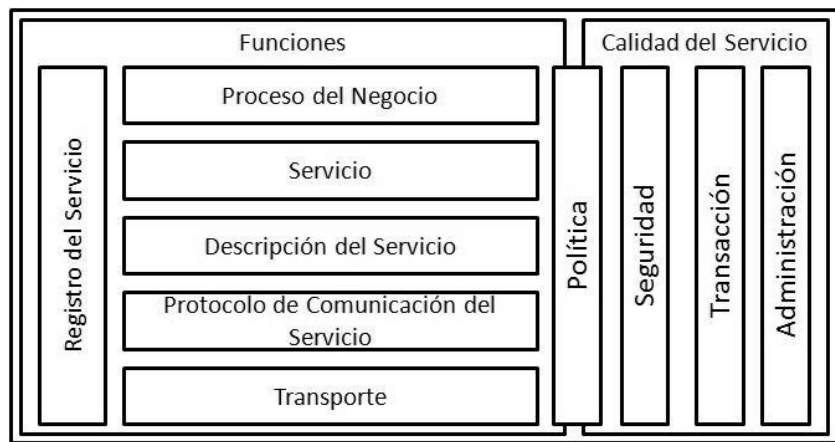 Funciones
Registro del Servicio
Proceso del Negocio
Servicio
Descripción del Servicio
Protocolo de Comunicación del
Servicio
Transporte
Política
Calidad del Servicio
Seguridad
Transacción
Administración